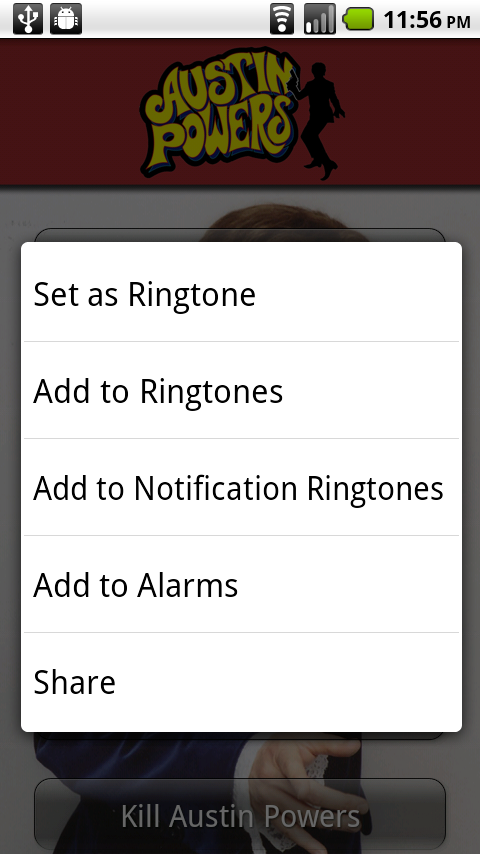 11:56 PM
AUSTIN
POWERS
Set as Ringtone
Add to Ringtones
Add to Notification Ringtones
Add to Alarms
Share
Kill Austin Powers